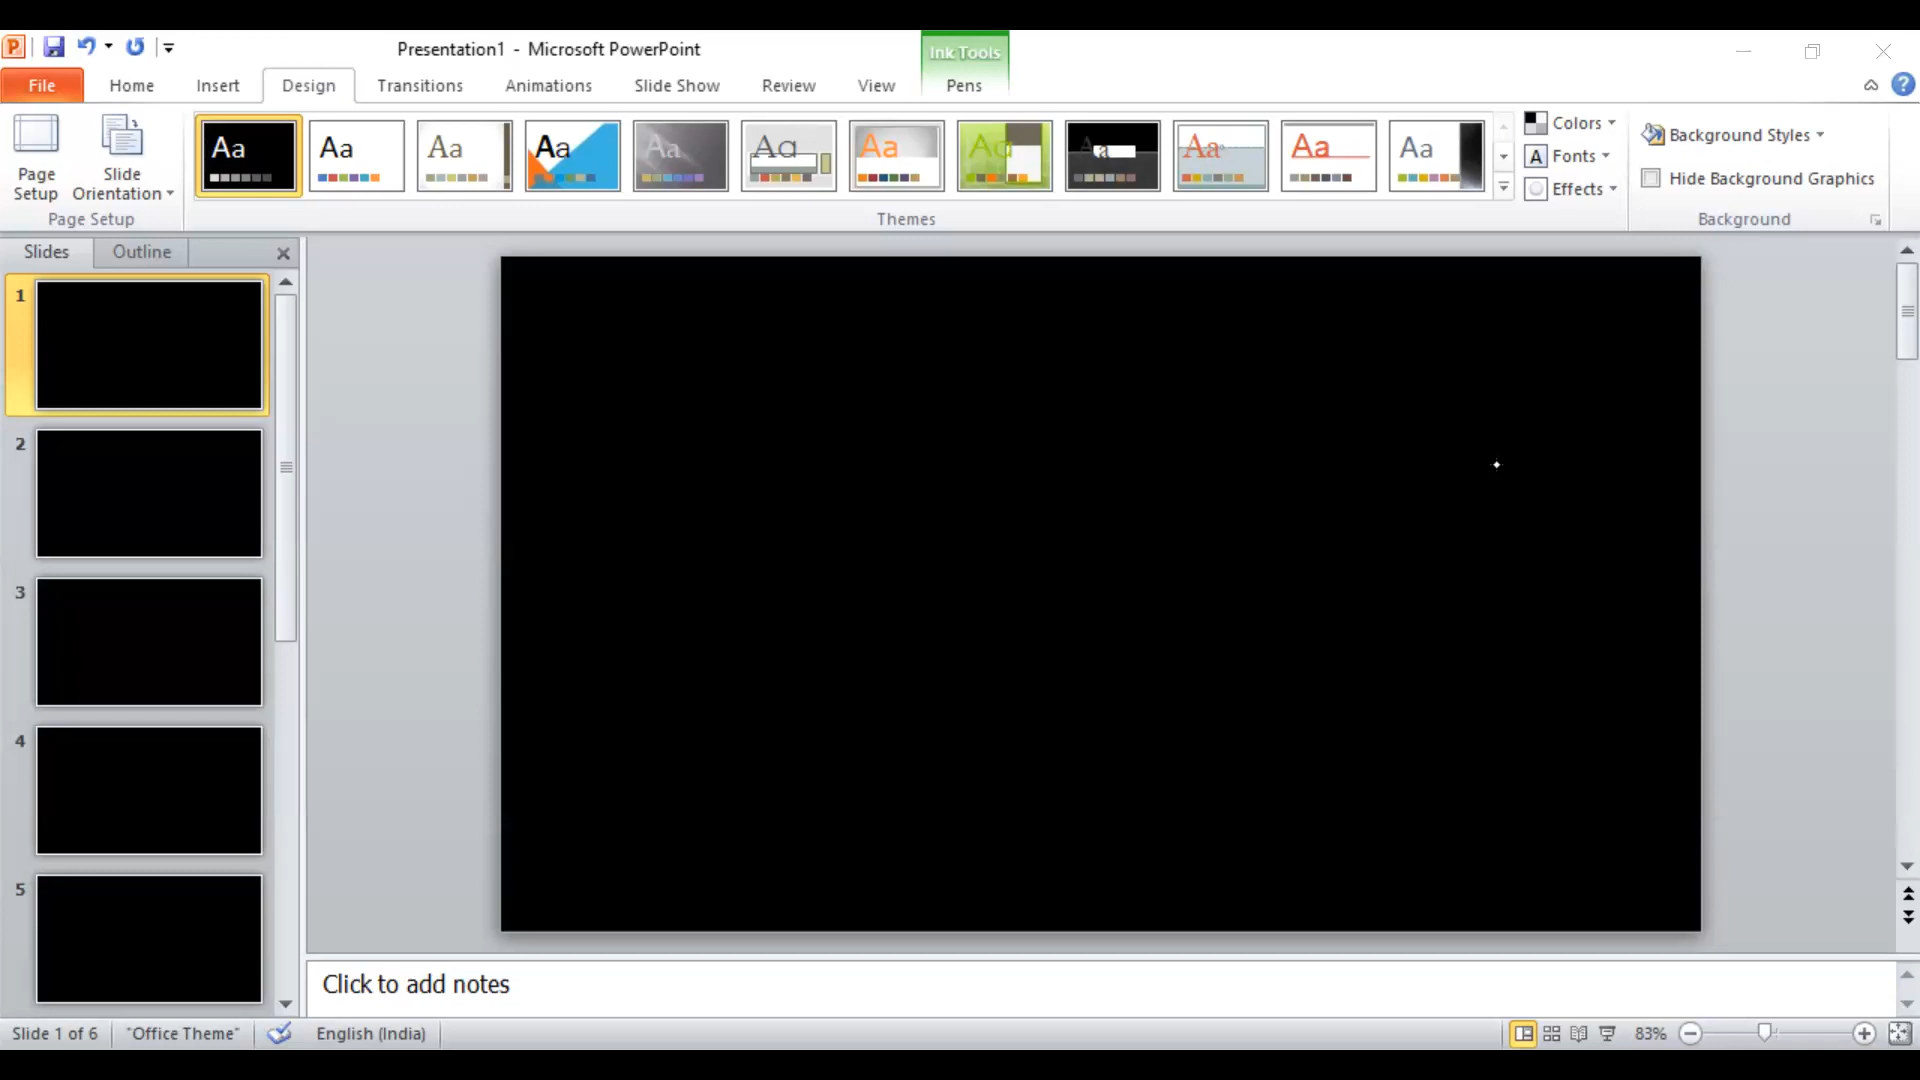 Presentation1 - Microsoft PowerPoint
Ink Tools
File Home Insert Design Transitions Animations Slide Show Review View Pens
Page Setup
Slide Orientation
Page Setup
Aa Aa Aa Aa Aa Aa Aa Aa Aa Aa Aa Aa
Themes
Colors
Fonts
Effects
Background Styles
Hide Background Graphics
Background
Slides Outline
1
2
3
4
5
Click to add notes
Slide 1 of 6 "Office Theme" English (India) 83%